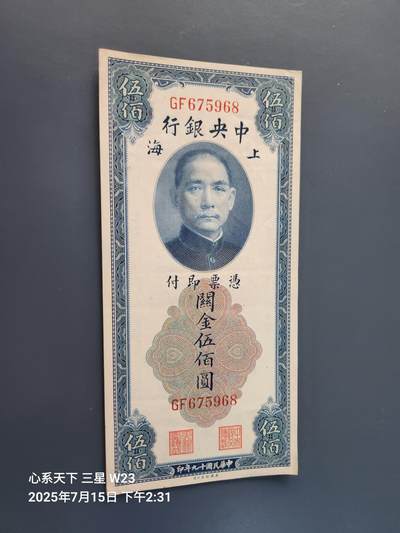 伍佰
伍佰
GF675968
中央銀行
上海
憑票即付
關金伍佰圓
GF675968
伍佰
伍佰
中華民國十九年印
心系天下 三星 W23
2025年7月15日 下午2:31